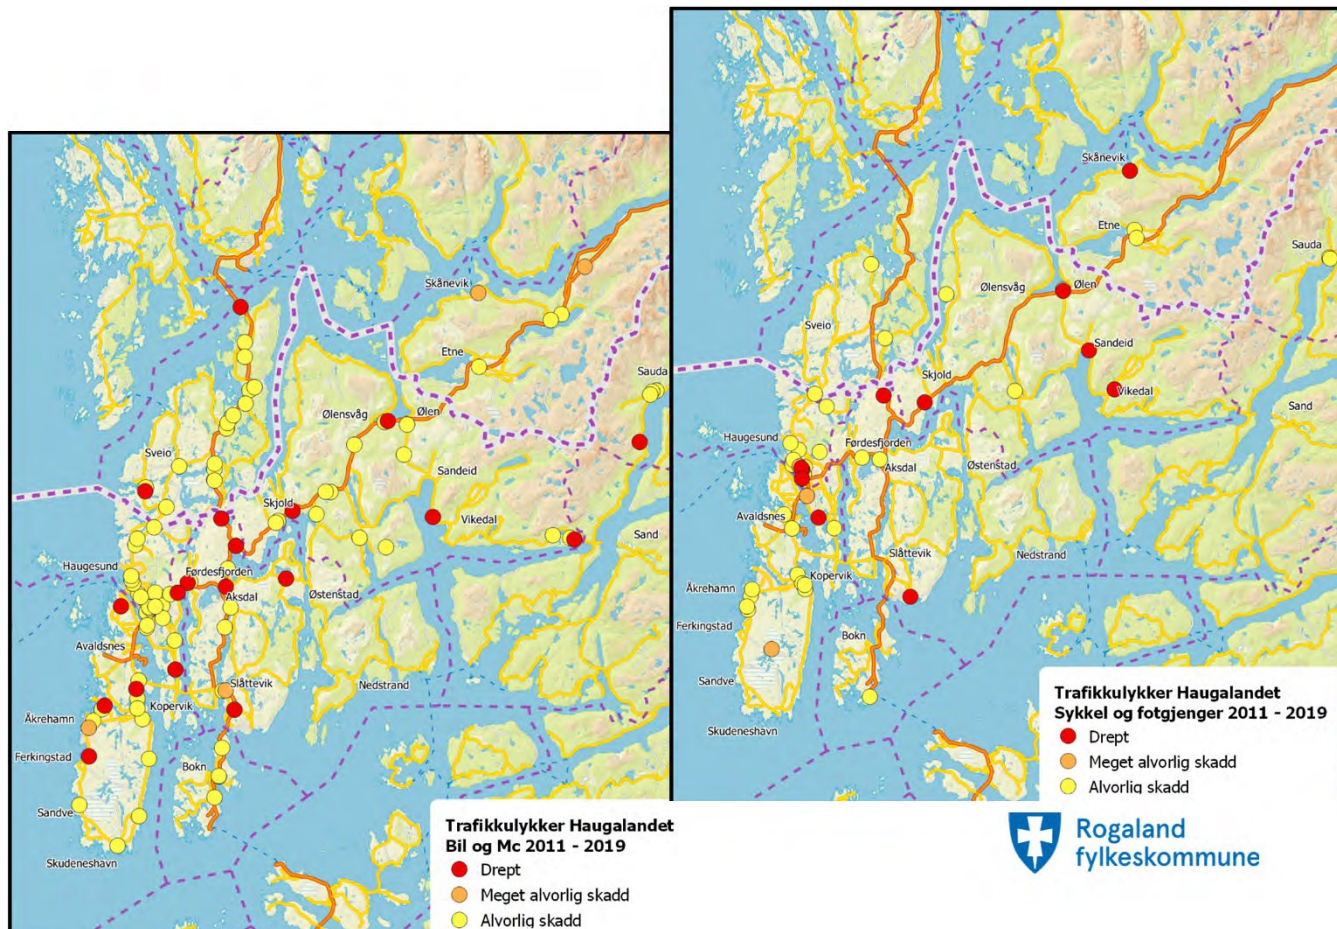 Skånevik
Etne
Sauda
Ølensvåg
Ølen
Sveio
Sandeid
Skjold
Vikedal
Sand
Haugesund
Førdesfjorden
Aksdal
Østenstad
Avaldsnes
Slåttevik
Nedstrand
Kopervik
Åkrehamn
Ferkingstad
Bokn
Sandve
Skudeneshavn
Trafikkulykker Haugalandet
Bil og Mc 2011 - 2019
Drept
Meget alvorlig skadd
Alvorlig skadd
Skånevik
Etne
Sauda
Ølensvåg
Ølen
Sveio
Sandeid
Skjold
Vikedal
Sand
Haugesund
Førdesfjorden
Aksdal
Østenstad
Avaldsnes
Slåttevik
Nedstrand
Kopervik
Åkrehamn
Ferkingstad
Bokn
Sandve
Skudeneshavn
Trafikkulykker Haugalandet
Sykkel og fotgjenger 2011 - 2019
Drept
Meget alvorlig skadd
Alvorlig skadd
Rogaland
fylkeskommune